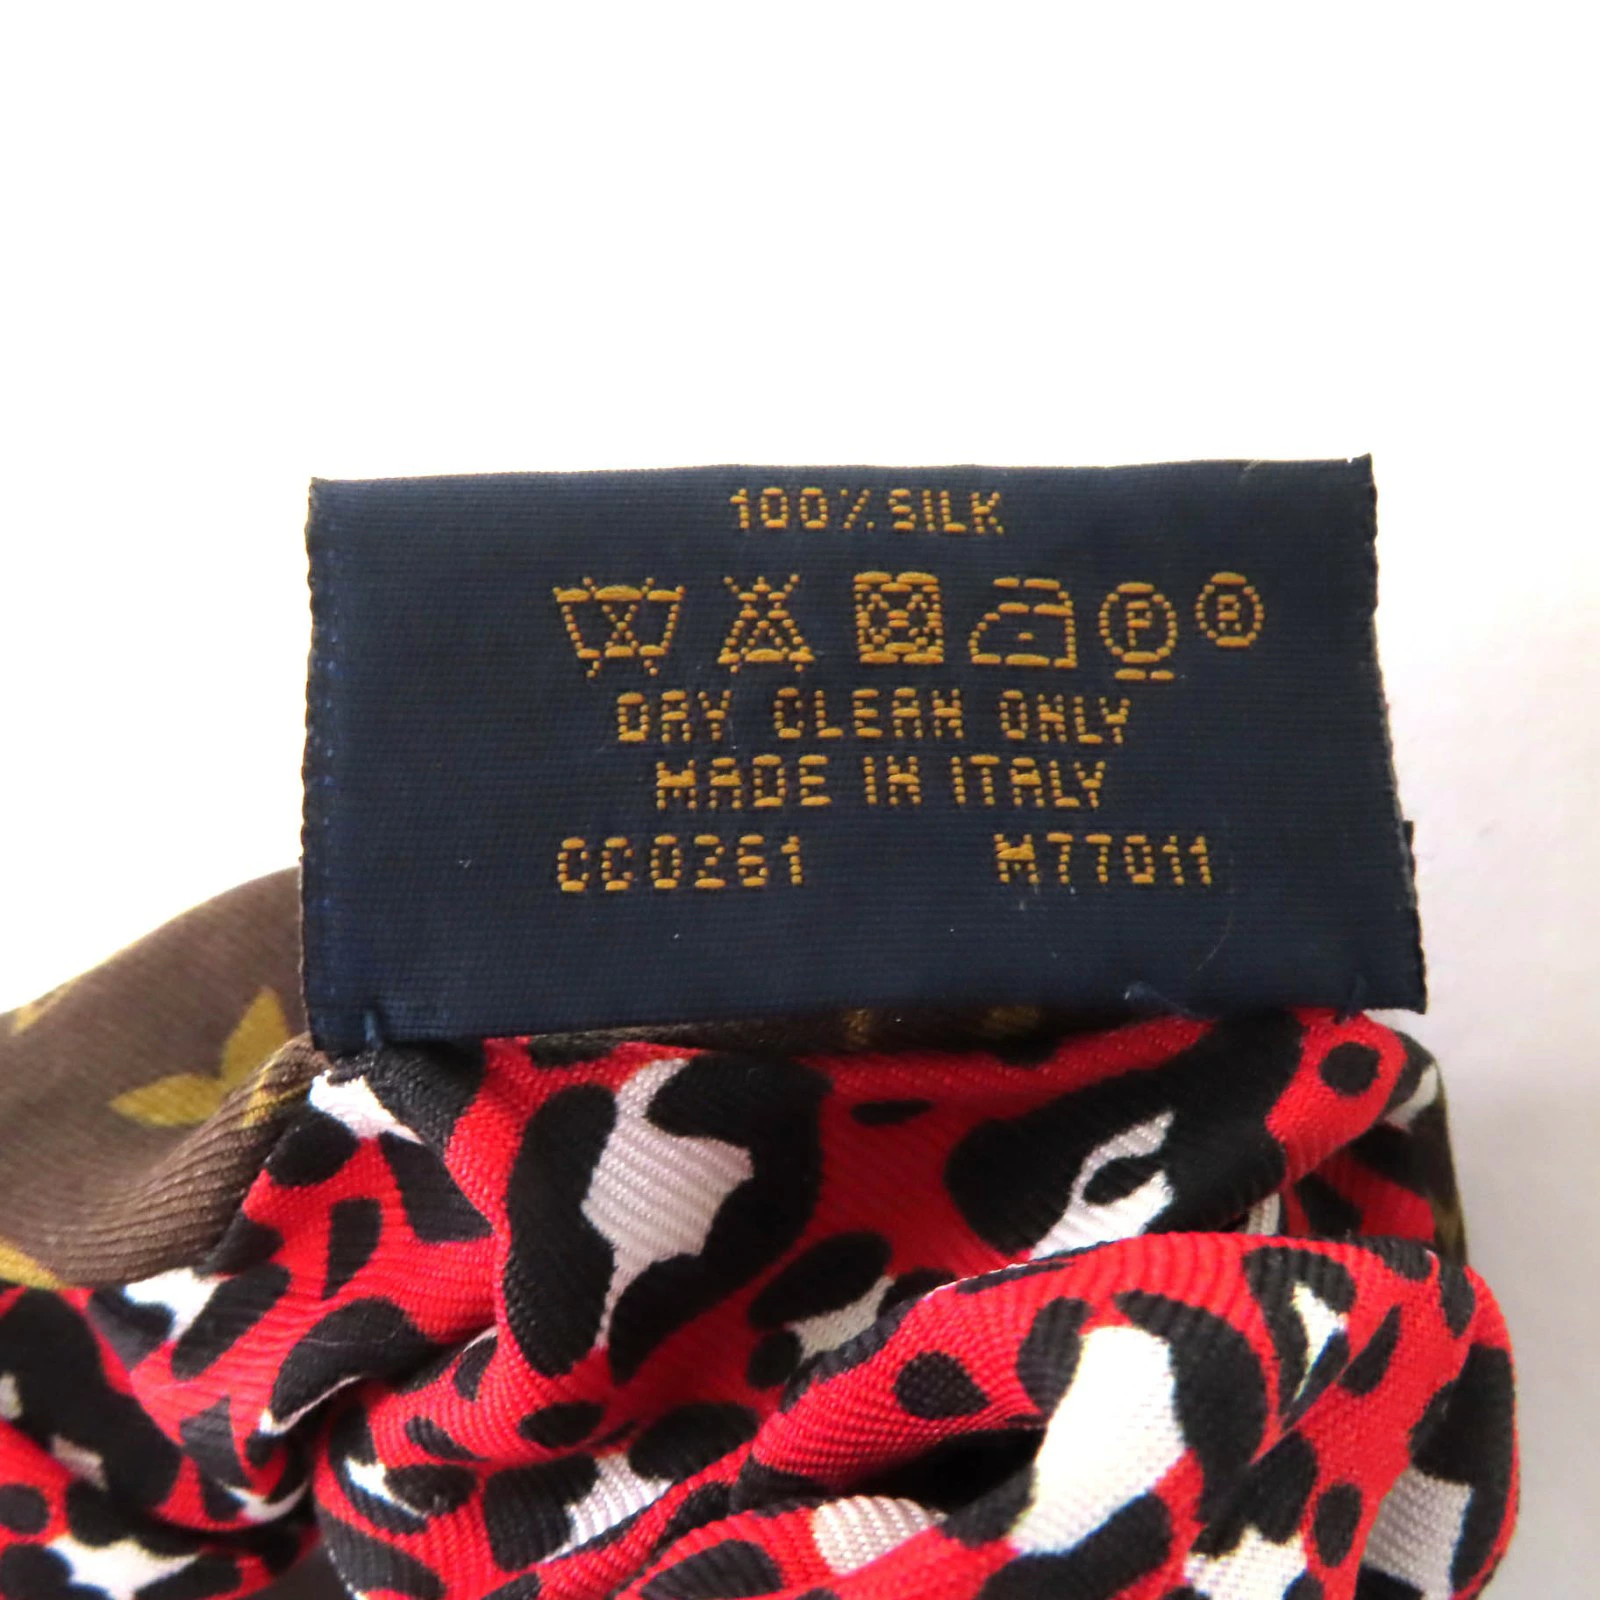 100% SILK
P R
DRY CLEAN ONLY
MADE IN ITALY
CC0261 M77011